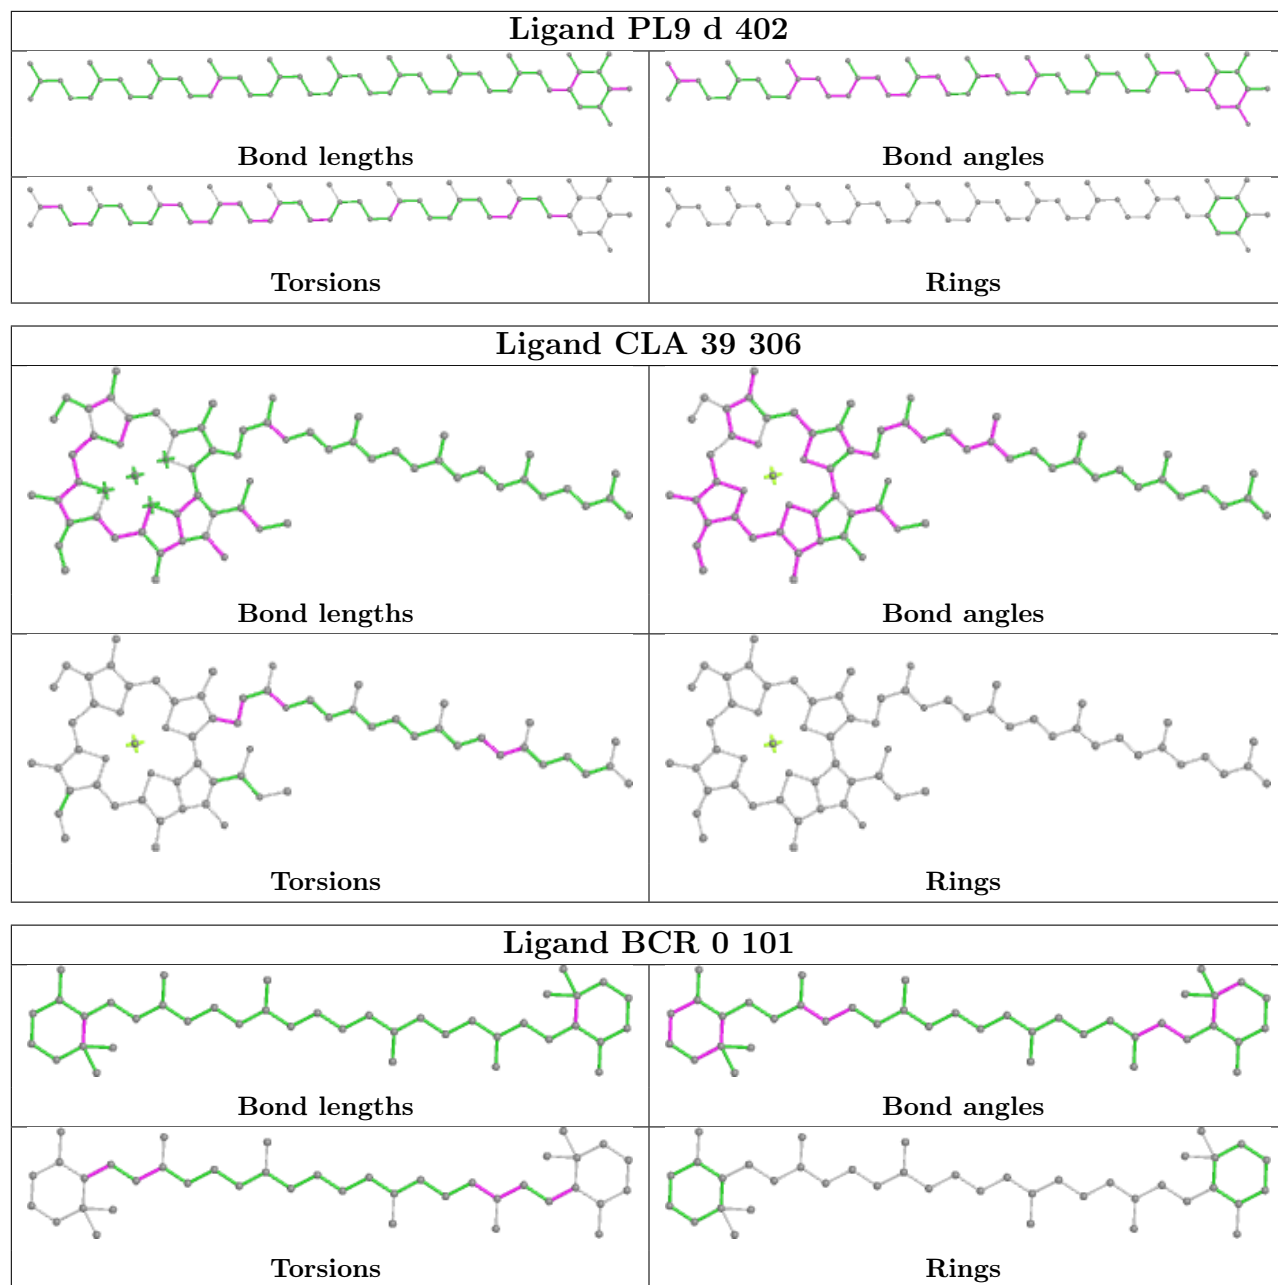 Ligand PL9 d 402
Bond lengths
Bond angles
Torsions
Rings
Ligand CLA 39 306
Bond lengths
Bond angles
Torsions
Rings
Ligand BCR 0 101
Bond lengths
Bond angles
Torsions
Rings